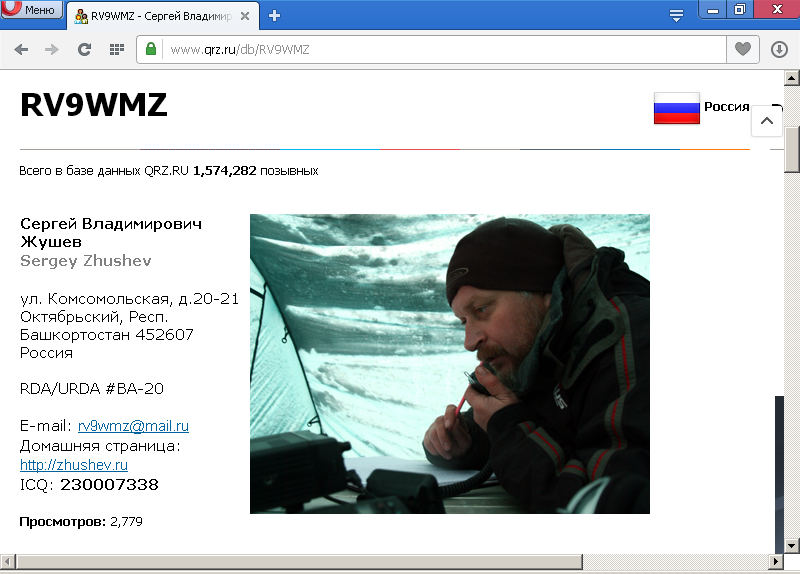 Меню
RV9WMZ - Сергей Владимир
www.qrz.ru/db/RV9WMZ
RV9WMZ
Россия
Всего в базе данных QRZ.RU 1,574,282 позывных
Сергей Владимирович
Жушев
Sergey Zhushev
ул. Комсомольская, д.20-21
Октябрьский, Респ.
Башкортостан 452607
Россия
RDA/URDA #BA-20
E-mail: rv9wmz@mail.ru
Домашняя страница:
http://zhushev.ru
ICQ: 230007338
Просмотров: 2,779